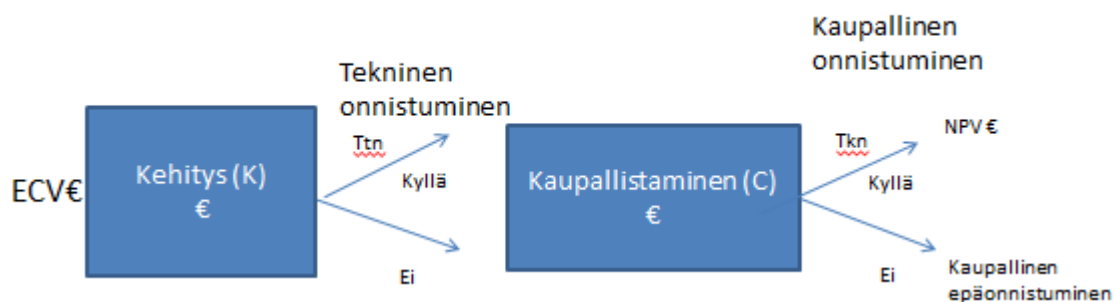 Kaupallinen
onnistuminen
Tekninen
onnistuminen
ECV€
Kehitys (K)
€
Ttn
Kyllä
Ei
Kaupallistaminen (C)
€
Tkn
Kyllä
Ei
NPV €
Kaupallinen
epäonnistuminen